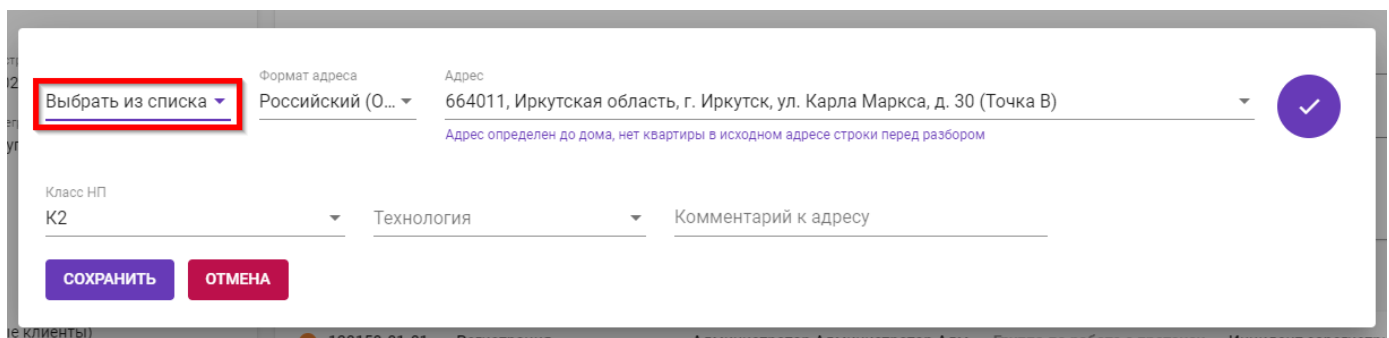 Формат адреса
Адрес
Выбрать из списка
Российский (О...
664011, Иркутская область, г. Иркутск, ул. Карла Маркса, д. 30 (Точка В)
Адрес определен до дома, нет квартиры в исходном адресе строки перед разбором
Класс НП
К2
Технология
Комментарий к адресу
СОХРАНИТЬ
ОТМЕНА